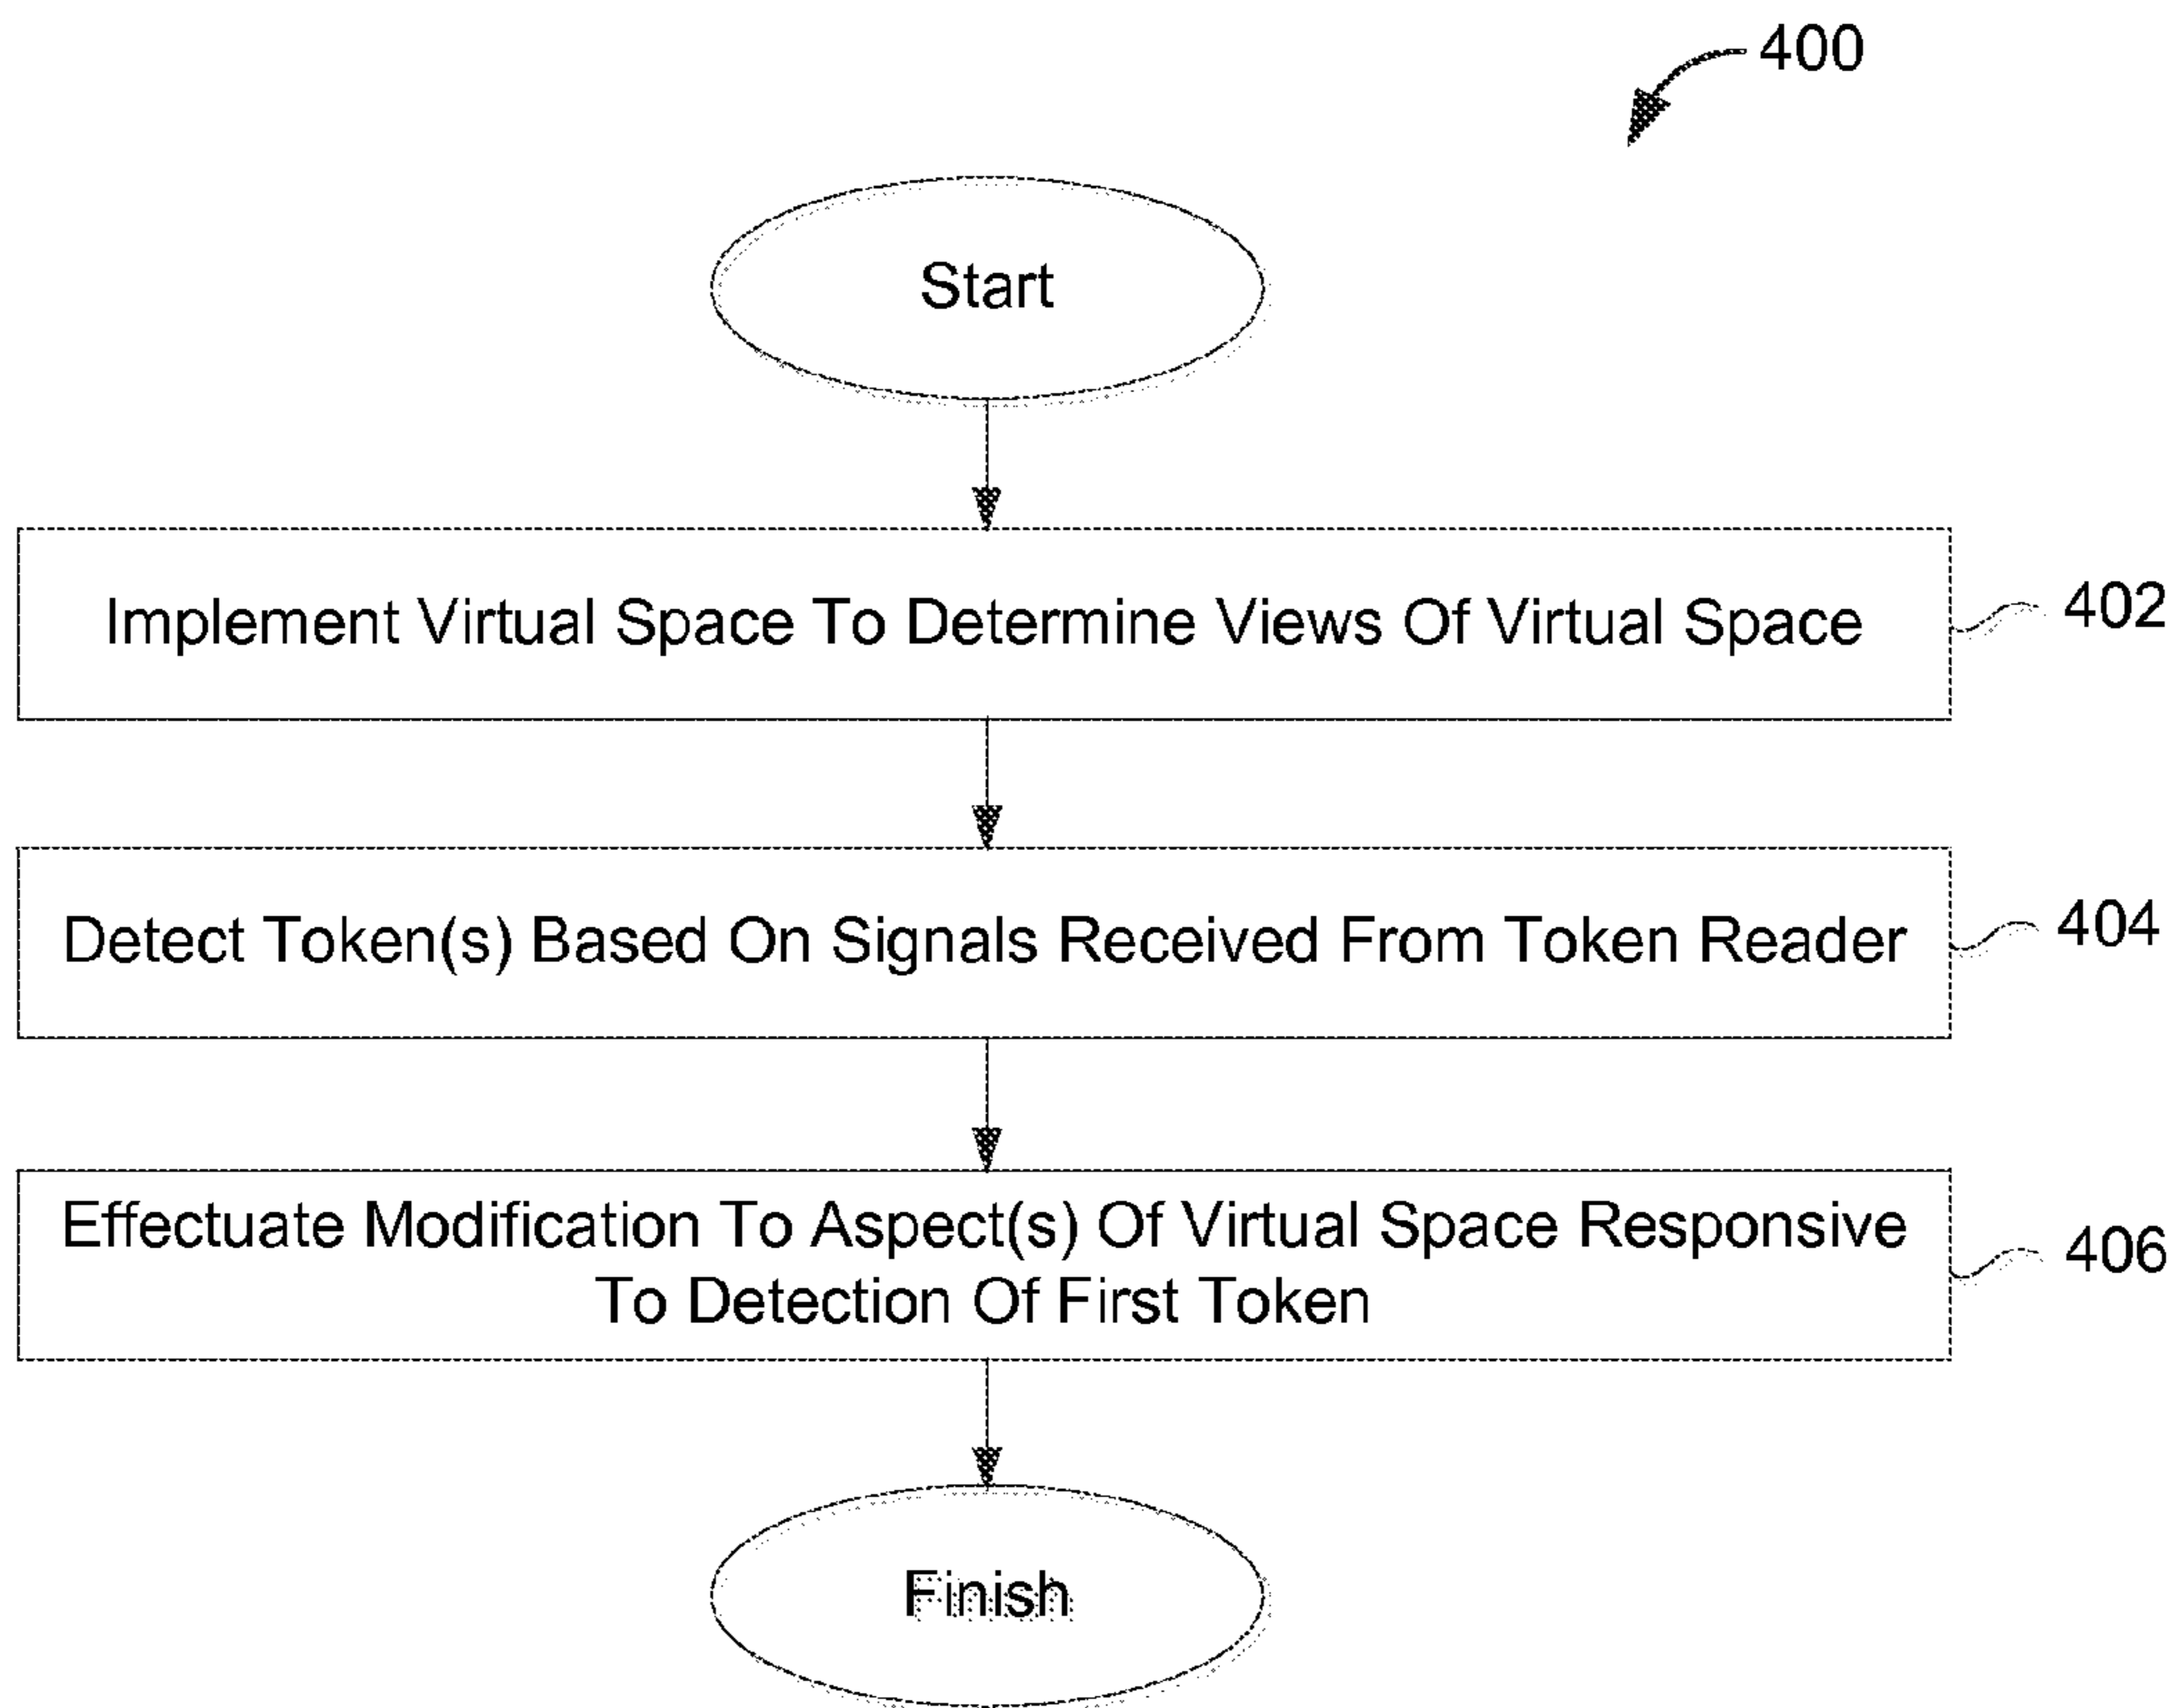 400
Start
Implement Virtual Space To Determine Views Of Virtual Space
402
Detect Token(s) Based On Signals Received From Token Reader
404
Effectuate Modification To Aspect(s) Of Virtual Space Responsive
To Detection Of First Token
406
Finish